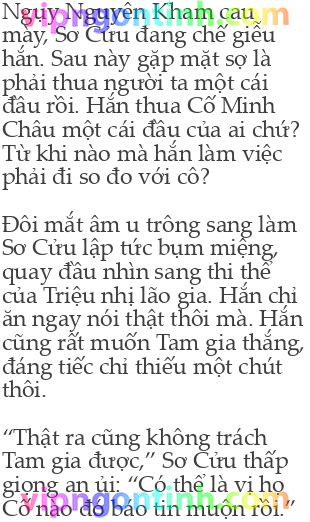 vipngontinh.com
Ngụy Nguyên Kham cau
mày, Sơ Cửu đang chế giễu
hắn. Sau này gặp mặt sợ là
phải thua người ta một cái
đầu rồi. Hắn thua Cố Minh
Châu một cái đầu của ai chứ?
Từ khi nào mà hắn làm việc
phải đi so đo với cô?
Đôi mắt âm u trông sang làm
Sơ Cửu lập tức bụm miệng,
quay đầu nhìn sang thi thể
của Triệu nhị lão gia. Hắn chỉ
ăn ngay nói thật thôi mà. Hắn
cũng rất muốn Tam gia thắng,
đáng tiếc chỉ thiếu một chút
thôi.
“Thật ra cũng không trách
Tam gia được,” Sơ Cửu thấp
giọng an ủi: “Có thể là vị họ
Cố nào đó báo tin muộn rồi.”
vipngontinh.com